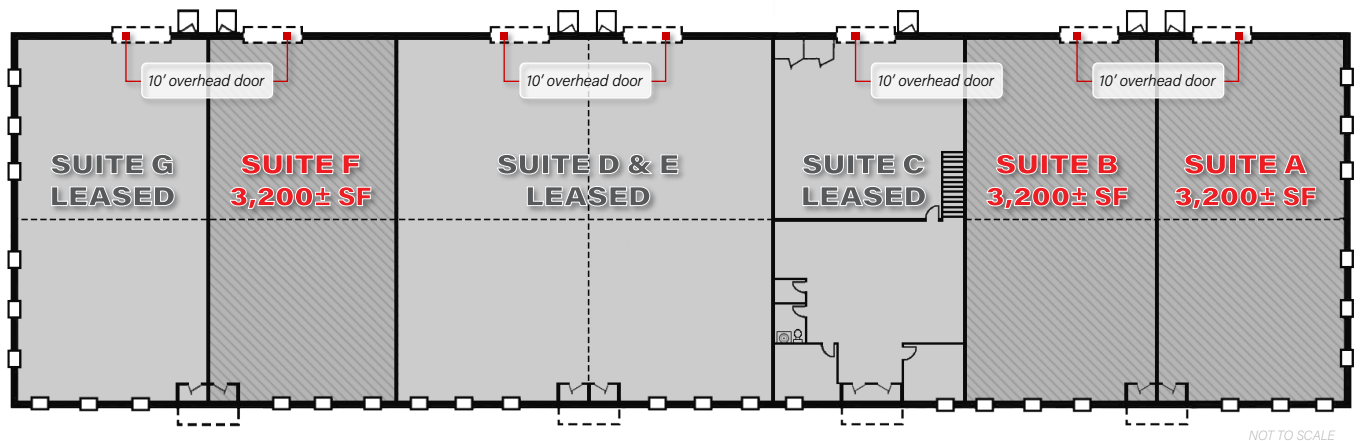 10’ overhead door
10’ overhead door
10’ overhead door
10’ overhead door
SUITE G
LEASED
SUITE F
3,200± SF
SUITE D & E
LEASED
SUITE C
LEASED
SUITE B
3,200± SF
SUITE A
3,200± SF
NOT TO SCALE